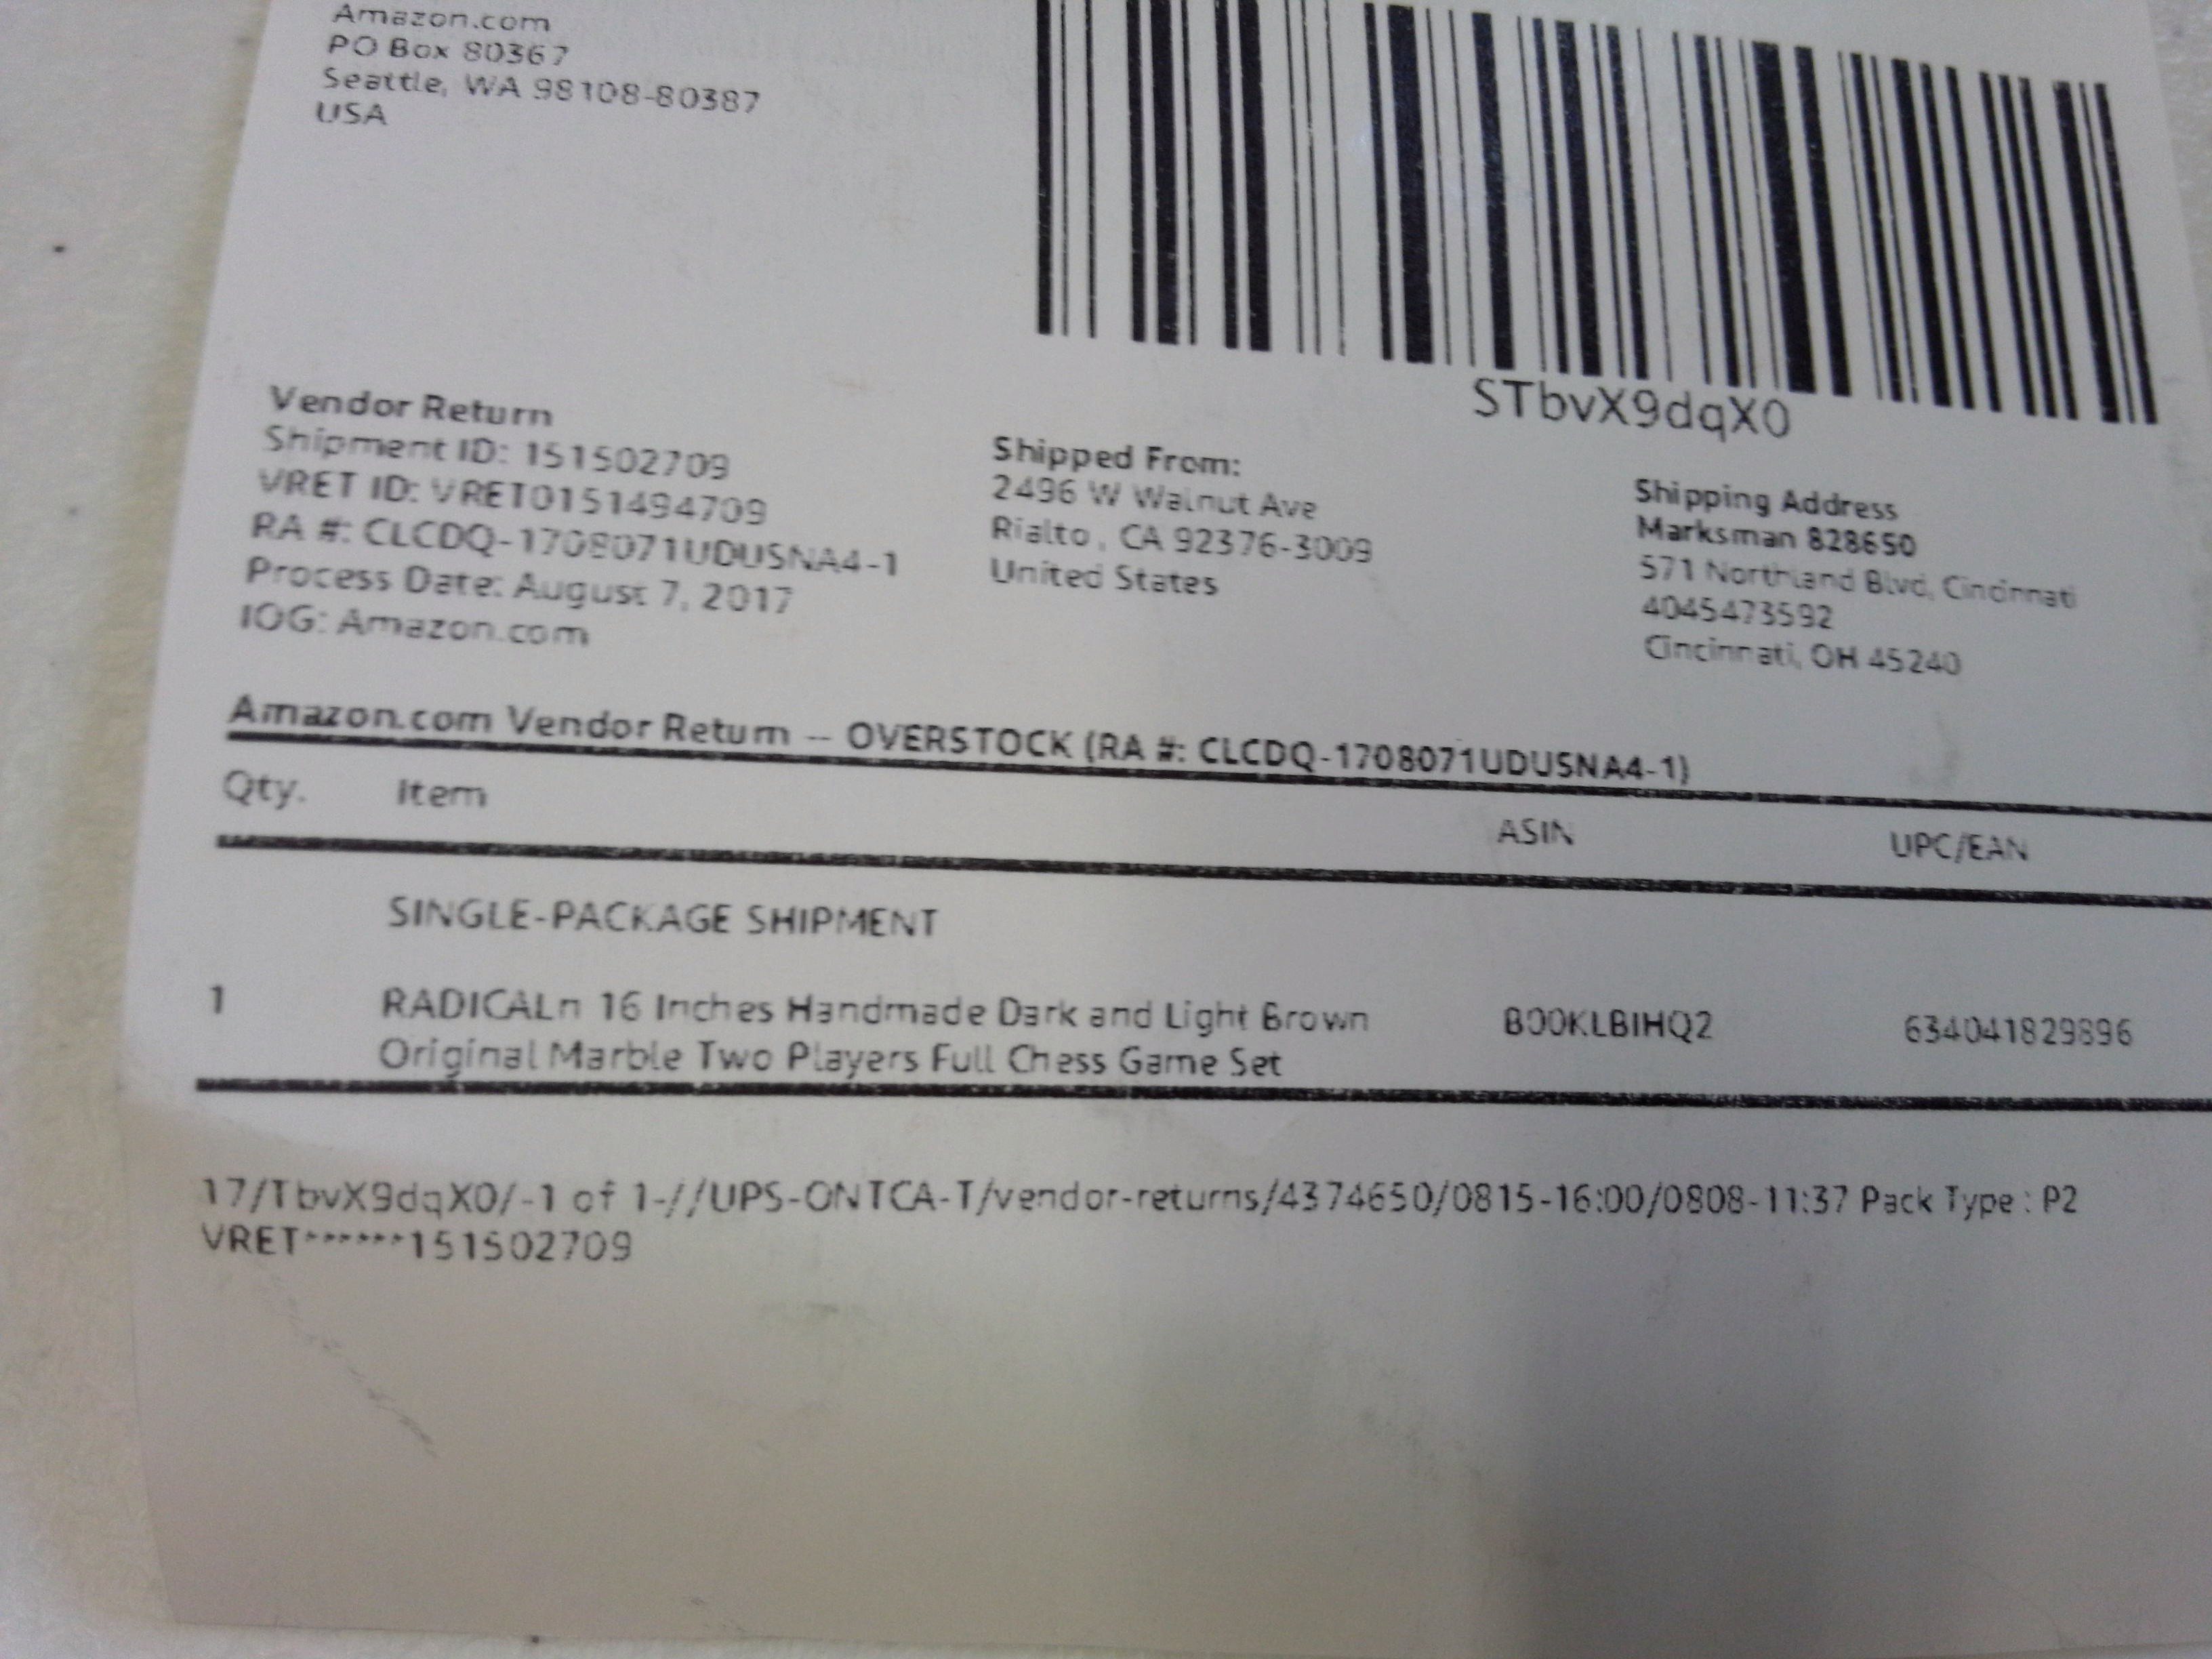 Amazon.com
PO Box 80367
Seattle, WA 98108-80387
USA
STbvX9dqX0
Vendor Return
Shipment ID: 151502709
VRET ID: VRET0151494709
RA #: CLCDQ-1708071UDUSNA4-1
Process Date: August 7, 2017
IOG: Amazon.com
Shipped From:
2496 W Walnut Ave
Rialto , CA 92376-3009
United States
Shipping Address
Marksman 828650
571 Northland Blvd, Cincinnati
4045473592
Cincinnati, OH 45240
Amazon.com Vendor Return -- OVERSTOCK (RA #: CLCDQ-1708071UDUSNA4-1)
Qty. Item ASIN UPC/EAN
SINGLE-PACKAGE SHIPMENT
1 RADICALn 16 Inches Handmade Dark and Light Brown B00KLBIHQ2 634041829896
Original Marble Two Players Full Chess Game Set
17/TbvX9dqX0/-1 of 1-//UPS-ONTCA-T/vendor-returns/4374650/0815-16:00/0808-11:37 Pack Type : P2
VRET******151502709